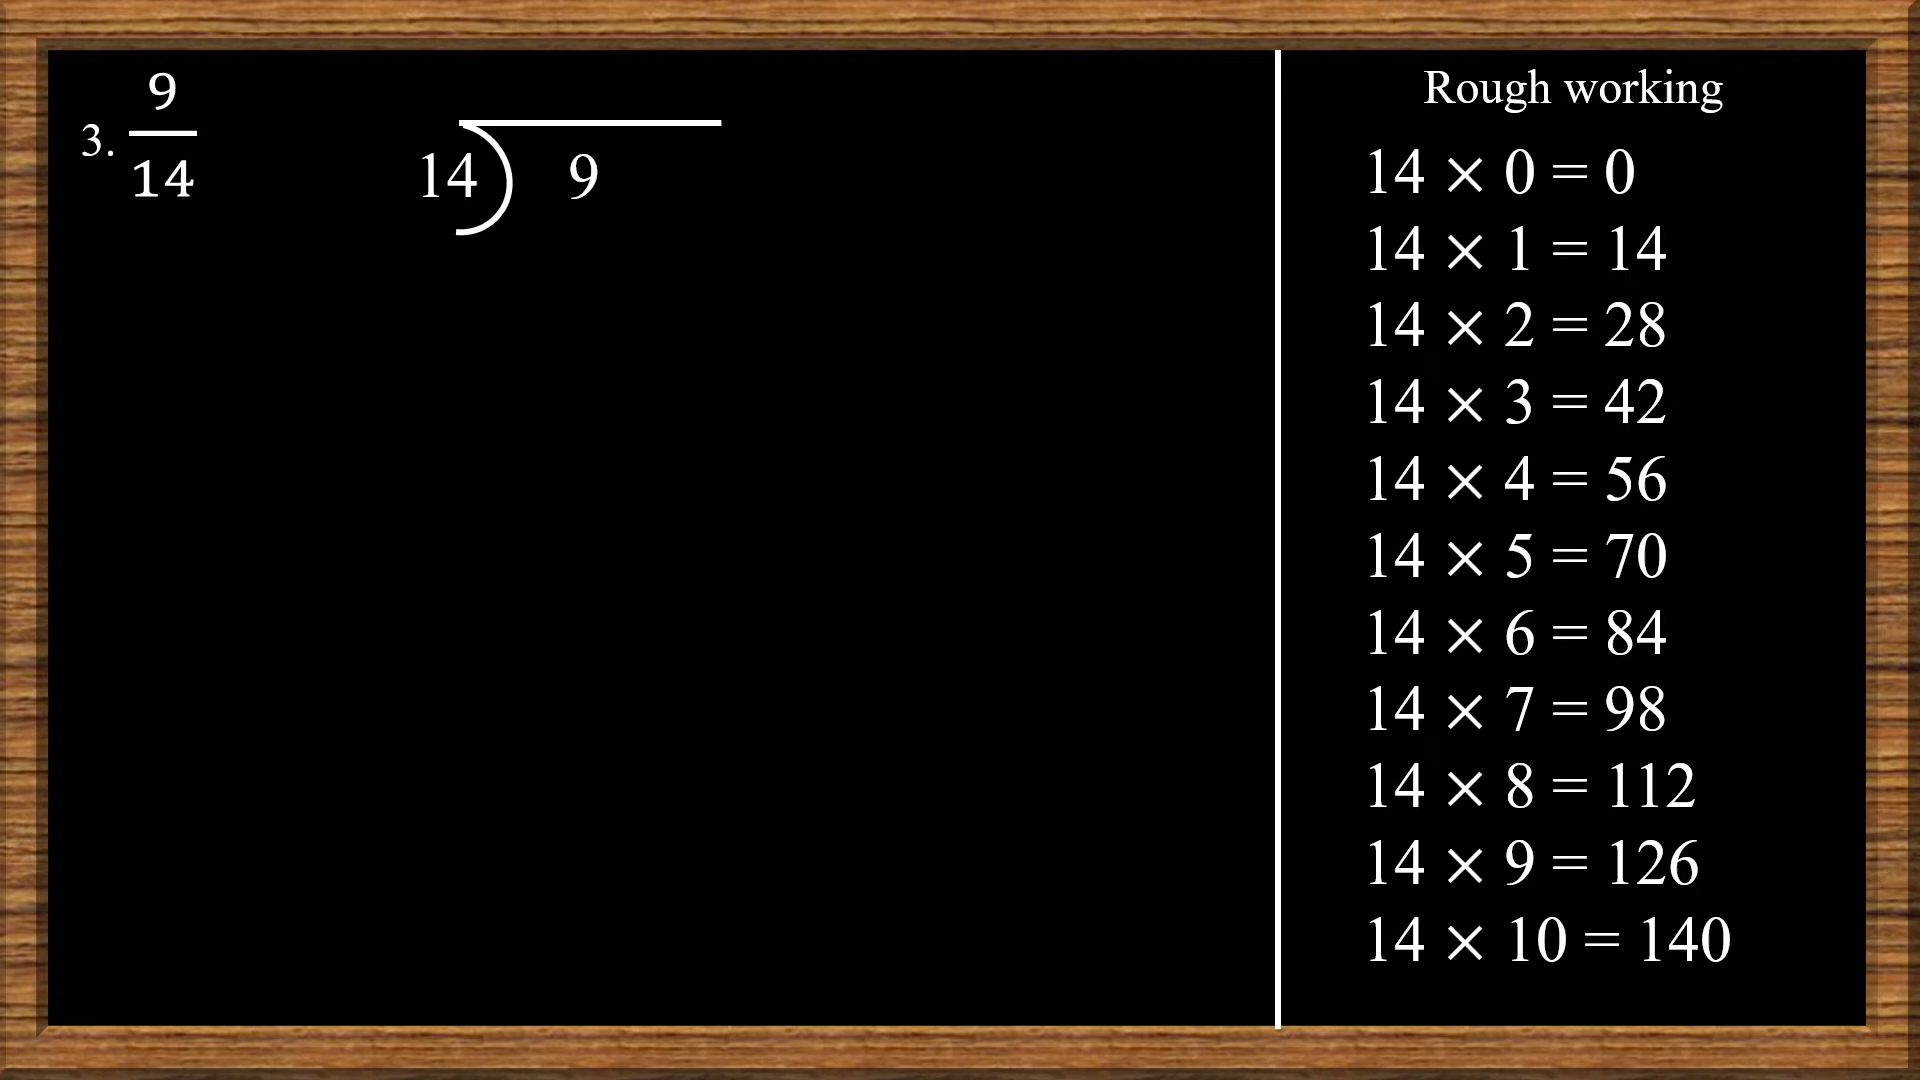 3. 9/14
14) 9
Rough working
14 × 0 = 0
14 × 1 = 14
14 × 2 = 28
14 × 3 = 42
14 × 4 = 56
14 × 5 = 70
14 × 6 = 84
14 × 7 = 98
14 × 8 = 112
14 × 9 = 126
14 × 10 = 140